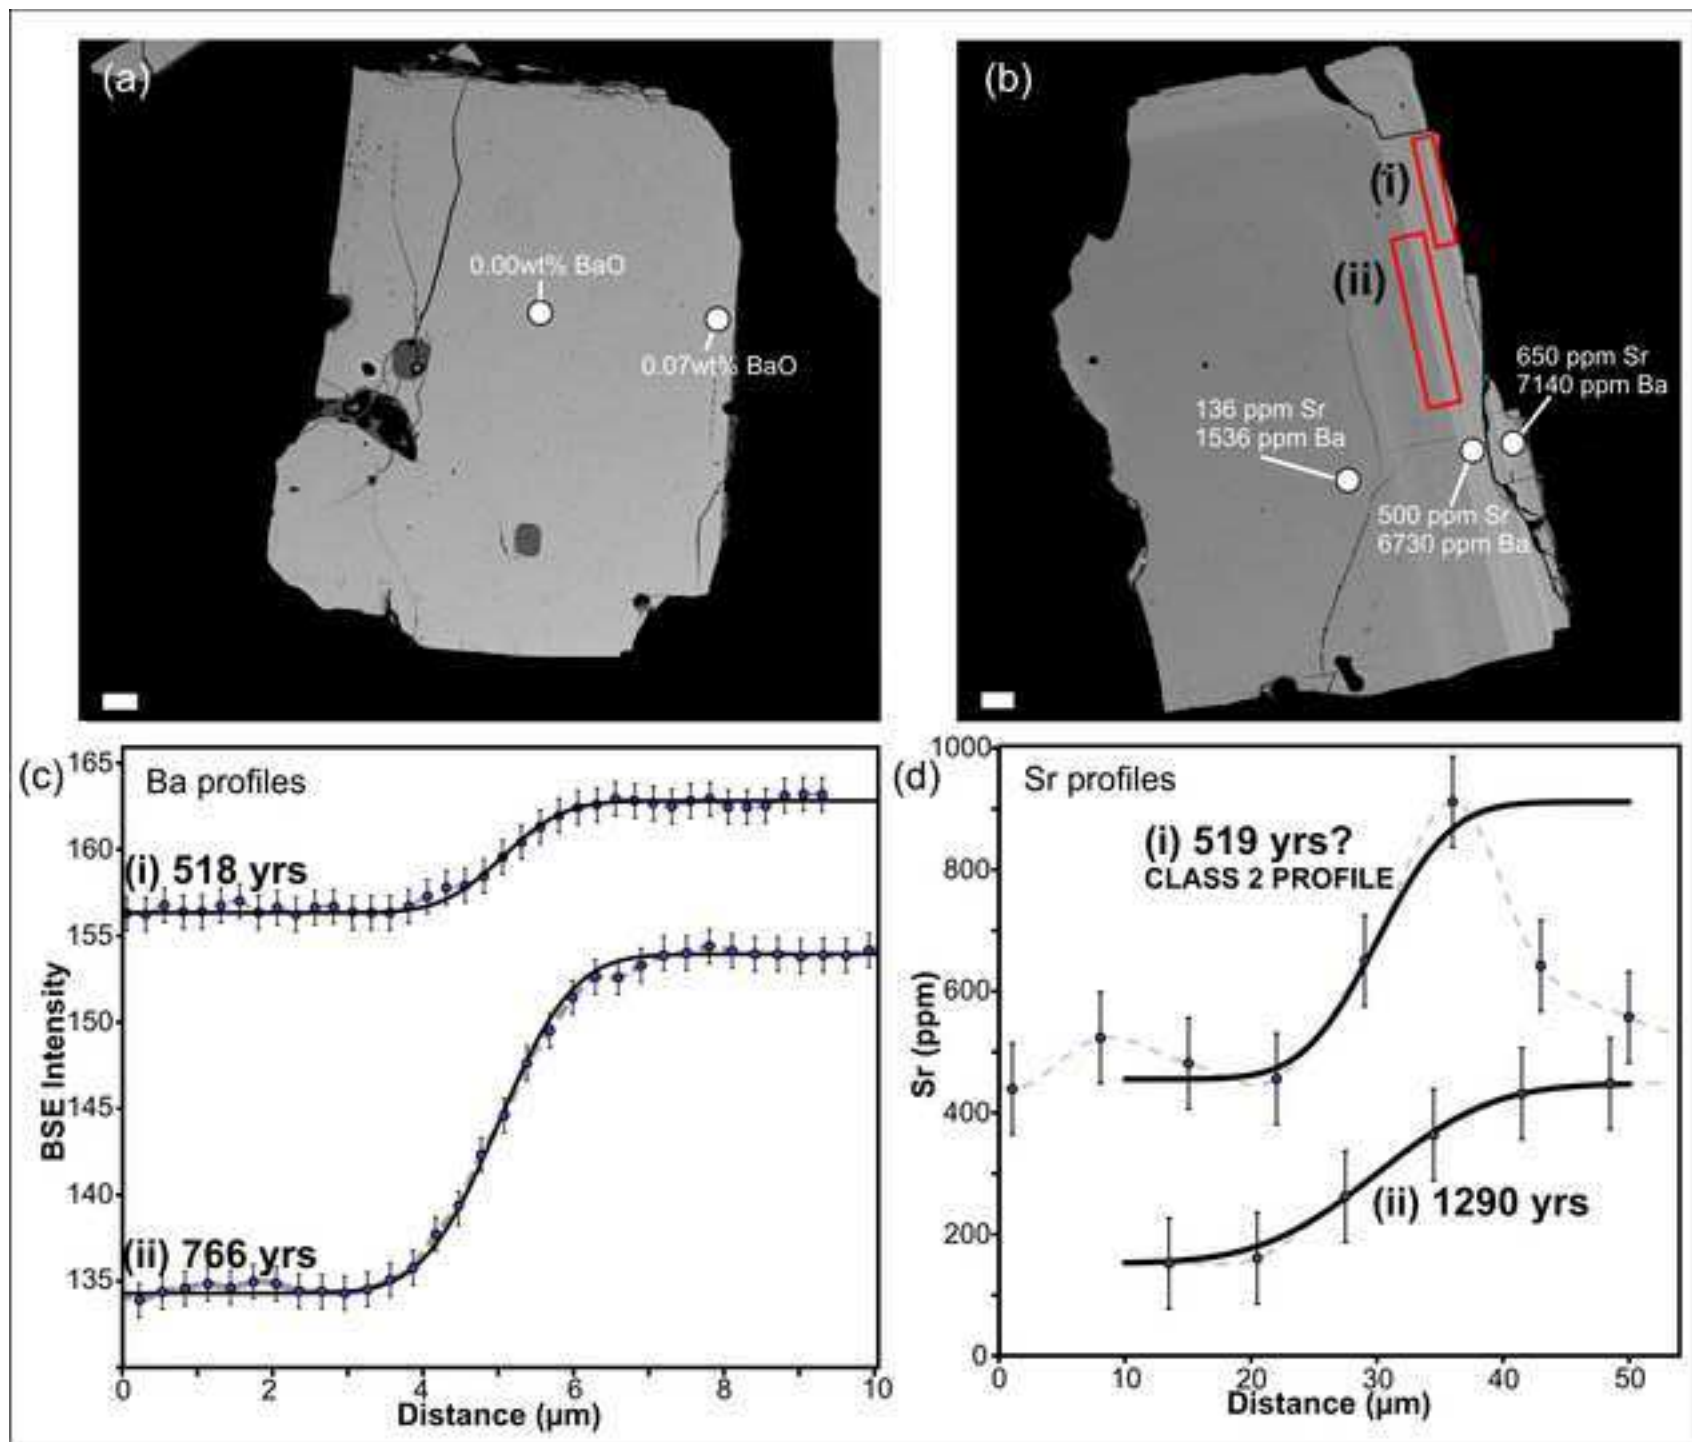 (a)
0.00wt% BaO
0.07wt% BaO
(b)
(i)
(ii)
650 ppm Sr
7140 ppm Ba
136 ppm Sr
1536 ppm Ba
500 ppm Sr
6730 ppm Ba
(c)
Ba profiles
(i) 518 yrs
(ii) 766 yrs
165
160
155
150
145
140
135
BSE Intensity
0
2
4
6
8
10
Distance (µm)
(d)
Sr profiles
(i) 519 yrs?
CLASS 2 PROFILE
(ii) 1290 yrs
1000
800
600
400
200
0
Sr (ppm)
0
10
20
30
40
50
Distance (µm)